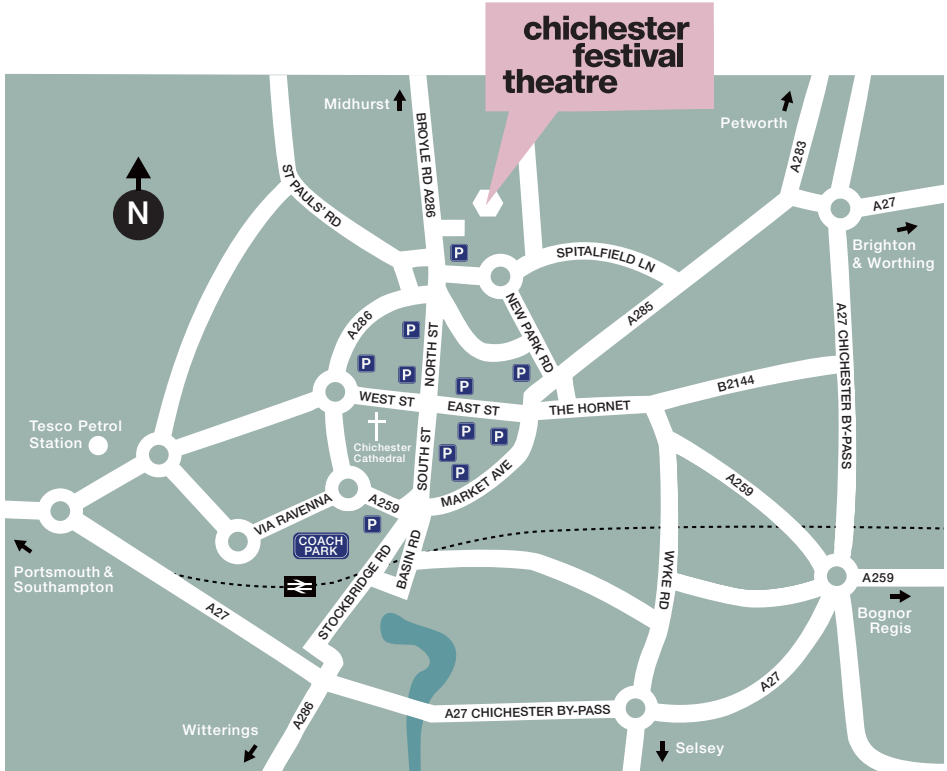 chichester
festival
theatre
Midhurst
Petworth
BROYLE RD A286
A283
ST PAULS' RD
N
A27
Brighton
& Worthing
P
SPITALFIELD LN
NEW PARK RD
A285
A286
P
NORTH ST
P
P
P
P
A27 CHICHESTER BY-PASS
B2144
WEST ST
EAST ST
THE HORNET
Tesco Petrol
Station
Chichester
Cathedral
P
P
P
P
SOUTH ST
MARKET AVE
A259
VIA RAVENNA
A259
P
COACH
PARK
Portsmouth &
Southampton
STOCKBRIDGE RD
BASIN RD
WYKE RD
A259
Bognor
Regis
A27
A27
A286
A27 CHICHESTER BY-PASS
Witterings
Selsey